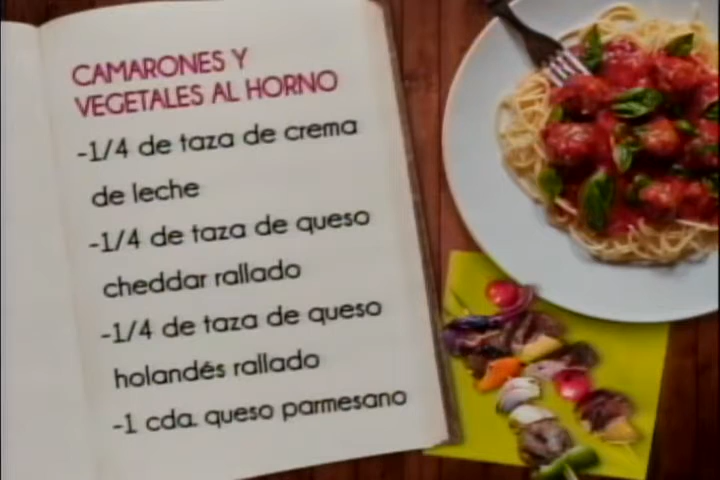 CAMARONES Y
VEGETALES AL HORNO
-1/4 de taza de crema
de leche
-1/4 de taza de queso
cheddar rallado
-1/4 de taza de queso
holandés rallado
-1 cda. queso parmesano